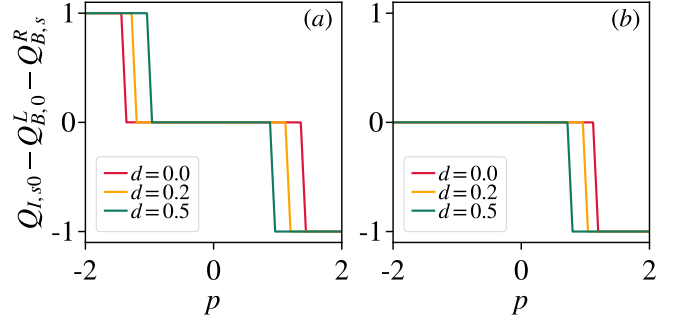 Q_{I,s0} − Q^L_{B,0} − Q^R_{B,s}
1
0
-1
(a)
d = 0.0
d = 0.2
d = 0.5
-2
0
2
p
1
0
-1
(b)
d = 0.0
d = 0.2
d = 0.5
-2
0
2
p